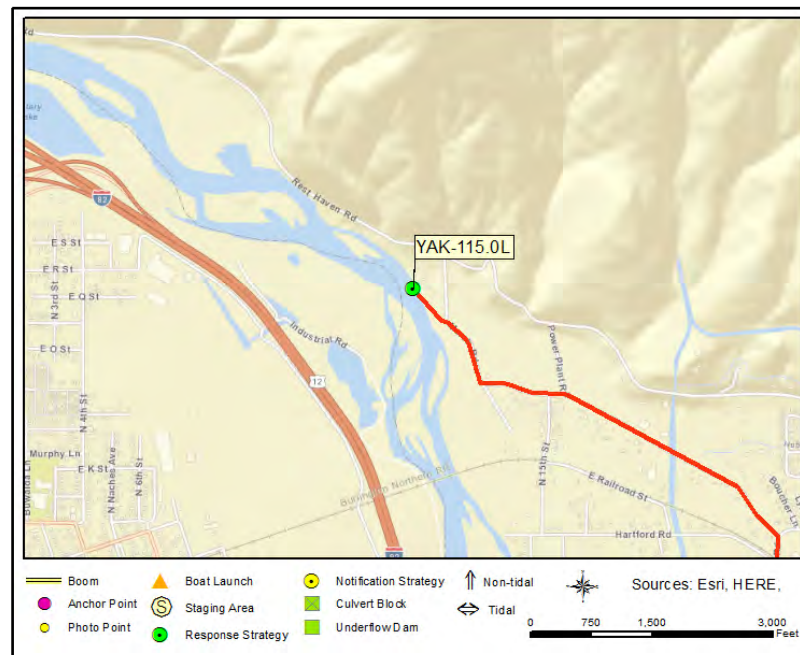 Rd
Rest Haven Rd
82
YAK-115.0L
E S St
E R St
N 3rd St
E Q St
E O St
Industrial Rd
12
Power Plant Rd
N 4th St
Murphy Ln
E K St
N Naches Ave
N 6th St
N 15th St
E Railroad St
Boucher Ln
Hartford Rd
82
Boom
Boat Launch
Notification Strategy
Non-tidal
Sources: Esri, HERE,
Anchor Point
S
Staging Area
Culvert Block
Tidal
Photo Point
Response Strategy
Underflow Dam
0 750 1,500 3,000
Feet